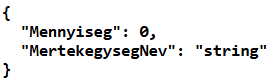 {
  "Mennyiseg": 0,
  "MertekegysegNev": "string"
}